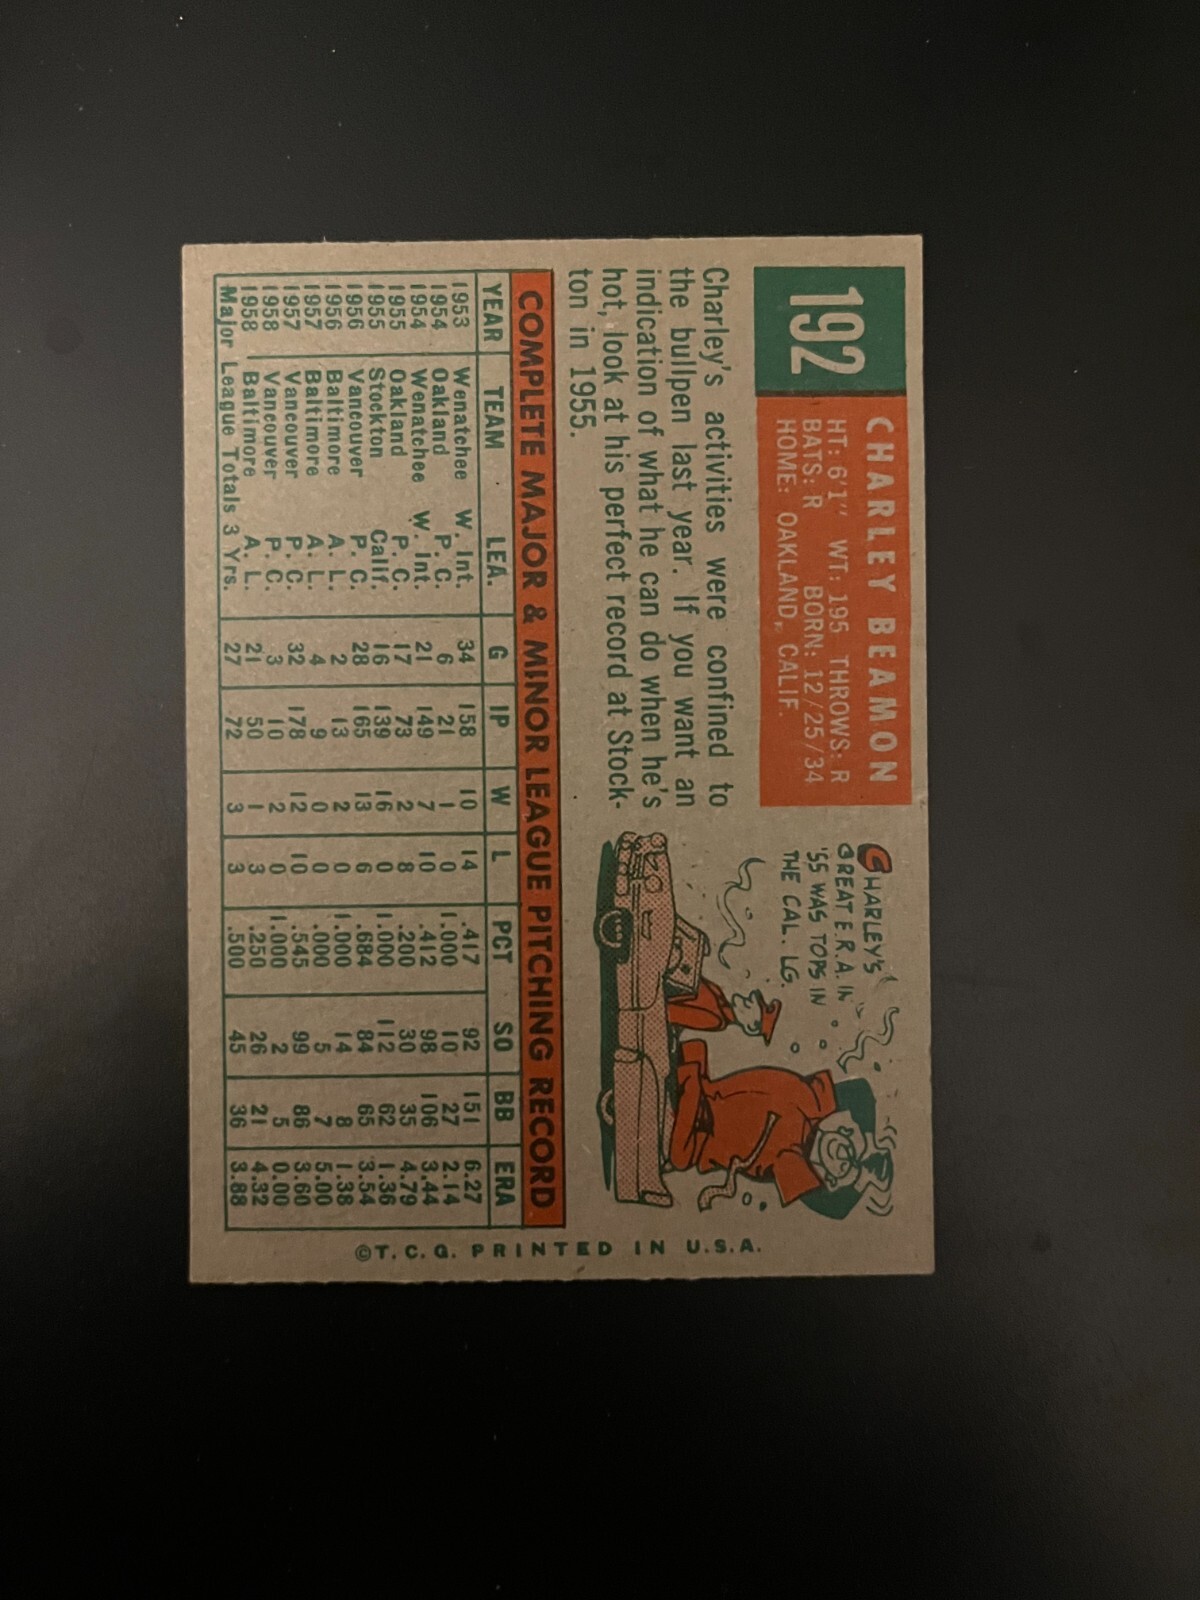 192
CHARLEY BEAMON
HT: 6'1" WT: 195 THROWS: R
BATS: R BORN: 12/25/34
HOME: OAKLAND, CALIF.
Charley's activities were confined to
the bullpen last year. If you want an
indication of what he can do when he's
hot, look at his perfect record at Stock-
ton in 1955.
CHARLEY'S
GREAT E.R.A. IN
'55 WAS TOPS IN
THE CAL. LG.
COMPLETE MAJOR & MINOR LEAGUE PITCHING RECORD
YEAR TEAM LEA. G IP W L PCT SO BB ERA
1953 Wenatchee W. Int. 34 158 10 14 .417 92 151 6.27
1954 Oakland P. C. 6 21 1 0 1.000 10 27 2.14
1954 Wenatchee W. Int. 21 149 7 10 .412 98 106 3.44
1955 Oakland P. C. 17 73 2 8 .200 30 35 4.79
1955 Stockton Calif. 16 139 16 0 1.000 112 62 1.36
1956 Vancouver P. C. 28 165 13 6 .684 84 65 3.54
1956 Baltimore A. L. 2 13 2 0 1.000 14 8 1.38
1957 Baltimore A. L. 4 9 0 0 .000 5 7 5.00
1957 Vancouver P. C. 32 178 12 10 .545 99 86 3.60
1958 Vancouver P. C. 3 10 2 0 1.000 2 5 0.00
1958 Baltimore A. L. 21 50 1 3 .250 26 21 4.32
Major League Totals 3 Yrs. 27 72 3 3 .500 45 36 3.88
©T. C. G. PRINTED IN U.S.A.